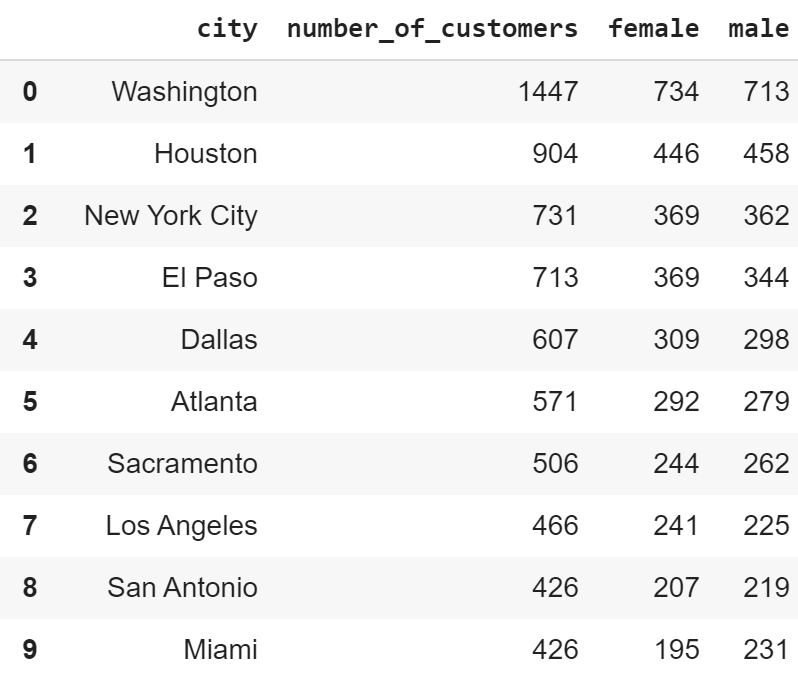 city number_of_customers female male
0 Washington 1447 734 713
1 Houston 904 446 458
2 New York City 731 369 362
3 El Paso 713 369 344
4 Dallas 607 309 298
5 Atlanta 571 292 279
6 Sacramento 506 244 262
7 Los Angeles 466 241 225
8 San Antonio 426 207 219
9 Miami 426 195 231